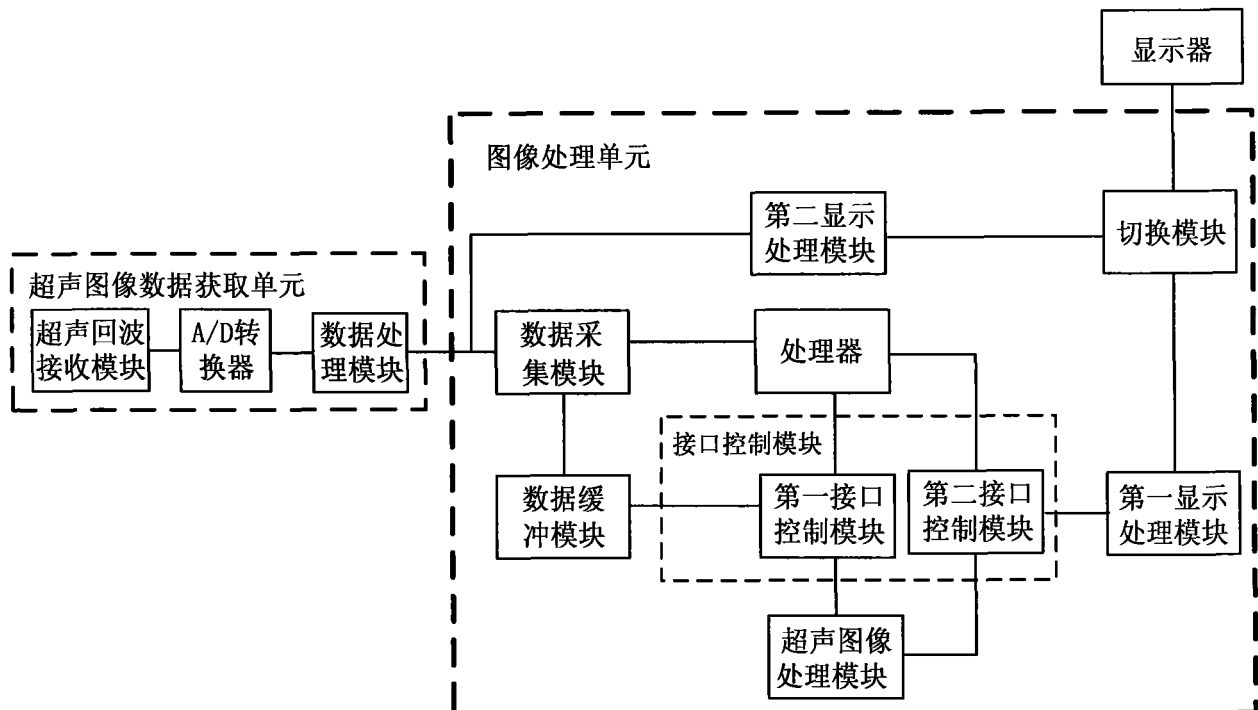 显示器
图像处理单元
第二显示
处理模块
切换模块
超声图像数据获取单元
超声回波
接收模块
A/D转
换器
数据处
理模块
数据采
集模块
处理器
接口控制模块
数据缓
冲模块
第一接口
控制模块
第二接口
控制模块
第一显示
处理模块
超声图像
处理模块